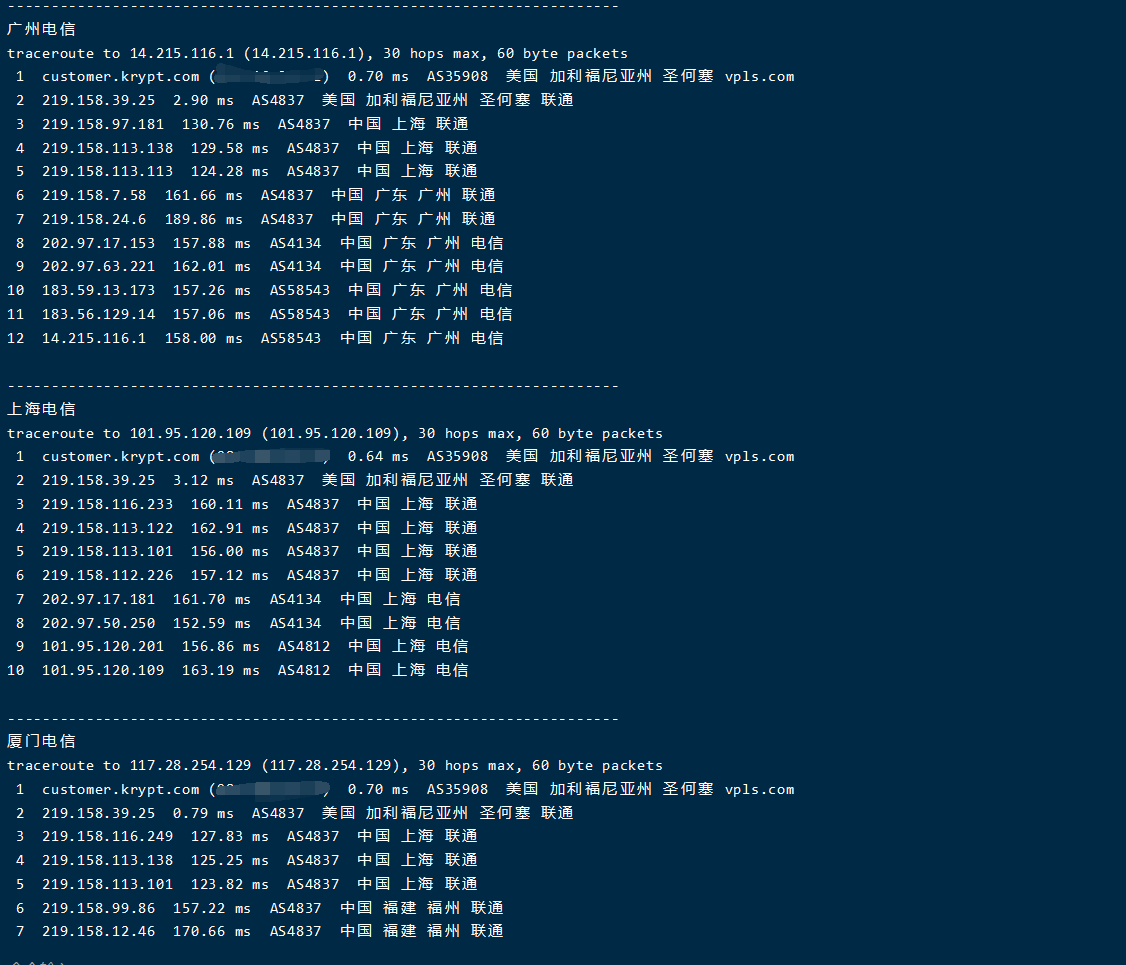 ----------------------------------------------------------------------
广州电信
traceroute to 14.215.116.1 (14.215.116.1), 30 hops max, 60 byte packets
1 customer.krypt.com ( ) 0.70 ms AS35908 美国 加利福尼亚州 圣何塞 vpls.com
2 219.158.39.25 2.90 ms AS4837 美国 加利福尼亚州 圣何塞 联通
3 219.158.97.181 130.76 ms AS4837 中国 上海 联通
4 219.158.113.138 129.58 ms AS4837 中国 上海 联通
5 219.158.113.113 124.28 ms AS4837 中国 上海 联通
6 219.158.7.58 161.66 ms AS4837 中国 广东 广州 联通
7 219.158.24.6 189.86 ms AS4837 中国 广东 广州 联通
8 202.97.17.153 157.88 ms AS4134 中国 广东 广州 电信
9 202.97.63.221 162.01 ms AS4134 中国 广东 广州 电信
10 183.59.13.173 157.26 ms AS58543 中国 广东 广州 电信
11 183.56.129.14 157.06 ms AS58543 中国 广东 广州 电信
12 14.215.116.1 158.00 ms AS58543 中国 广东 广州 电信
----------------------------------------------------------------------
上海电信
traceroute to 101.95.120.109 (101.95.120.109), 30 hops max, 60 byte packets
1 customer.krypt.com ( ) 0.64 ms AS35908 美国 加利福尼亚州 圣何塞 vpls.com
2 219.158.39.25 3.12 ms AS4837 美国 加利福尼亚州 圣何塞 联通
3 219.158.116.233 160.11 ms AS4837 中国 上海 联通
4 219.158.113.122 162.91 ms AS4837 中国 上海 联通
5 219.158.113.101 156.00 ms AS4837 中国 上海 联通
6 219.158.112.226 157.12 ms AS4837 中国 上海 联通
7 202.97.17.181 161.70 ms AS4134 中国 上海 电信
8 202.97.50.250 152.59 ms AS4134 中国 上海 电信
9 101.95.120.201 156.86 ms AS4812 中国 上海 电信
10 101.95.120.109 163.19 ms AS4812 中国 上海 电信
----------------------------------------------------------------------
厦门电信
traceroute to 117.28.254.129 (117.28.254.129), 30 hops max, 60 byte packets
1 customer.krypt.com ( ) 0.70 ms AS35908 美国 加利福尼亚州 圣何塞 vpls.com
2 219.158.39.25 0.79 ms AS4837 美国 加利福尼亚州 圣何塞 联通
3 219.158.116.249 127.83 ms AS4837 中国 上海 联通
4 219.158.113.138 125.25 ms AS4837 中国 上海 联通
5 219.158.113.101 123.82 ms AS4837 中国 上海 联通
6 219.158.99.86 157.22 ms AS4837 中国 福建 福州 联通
7 219.158.12.46 170.66 ms AS4837 中国 福建 福州 联通